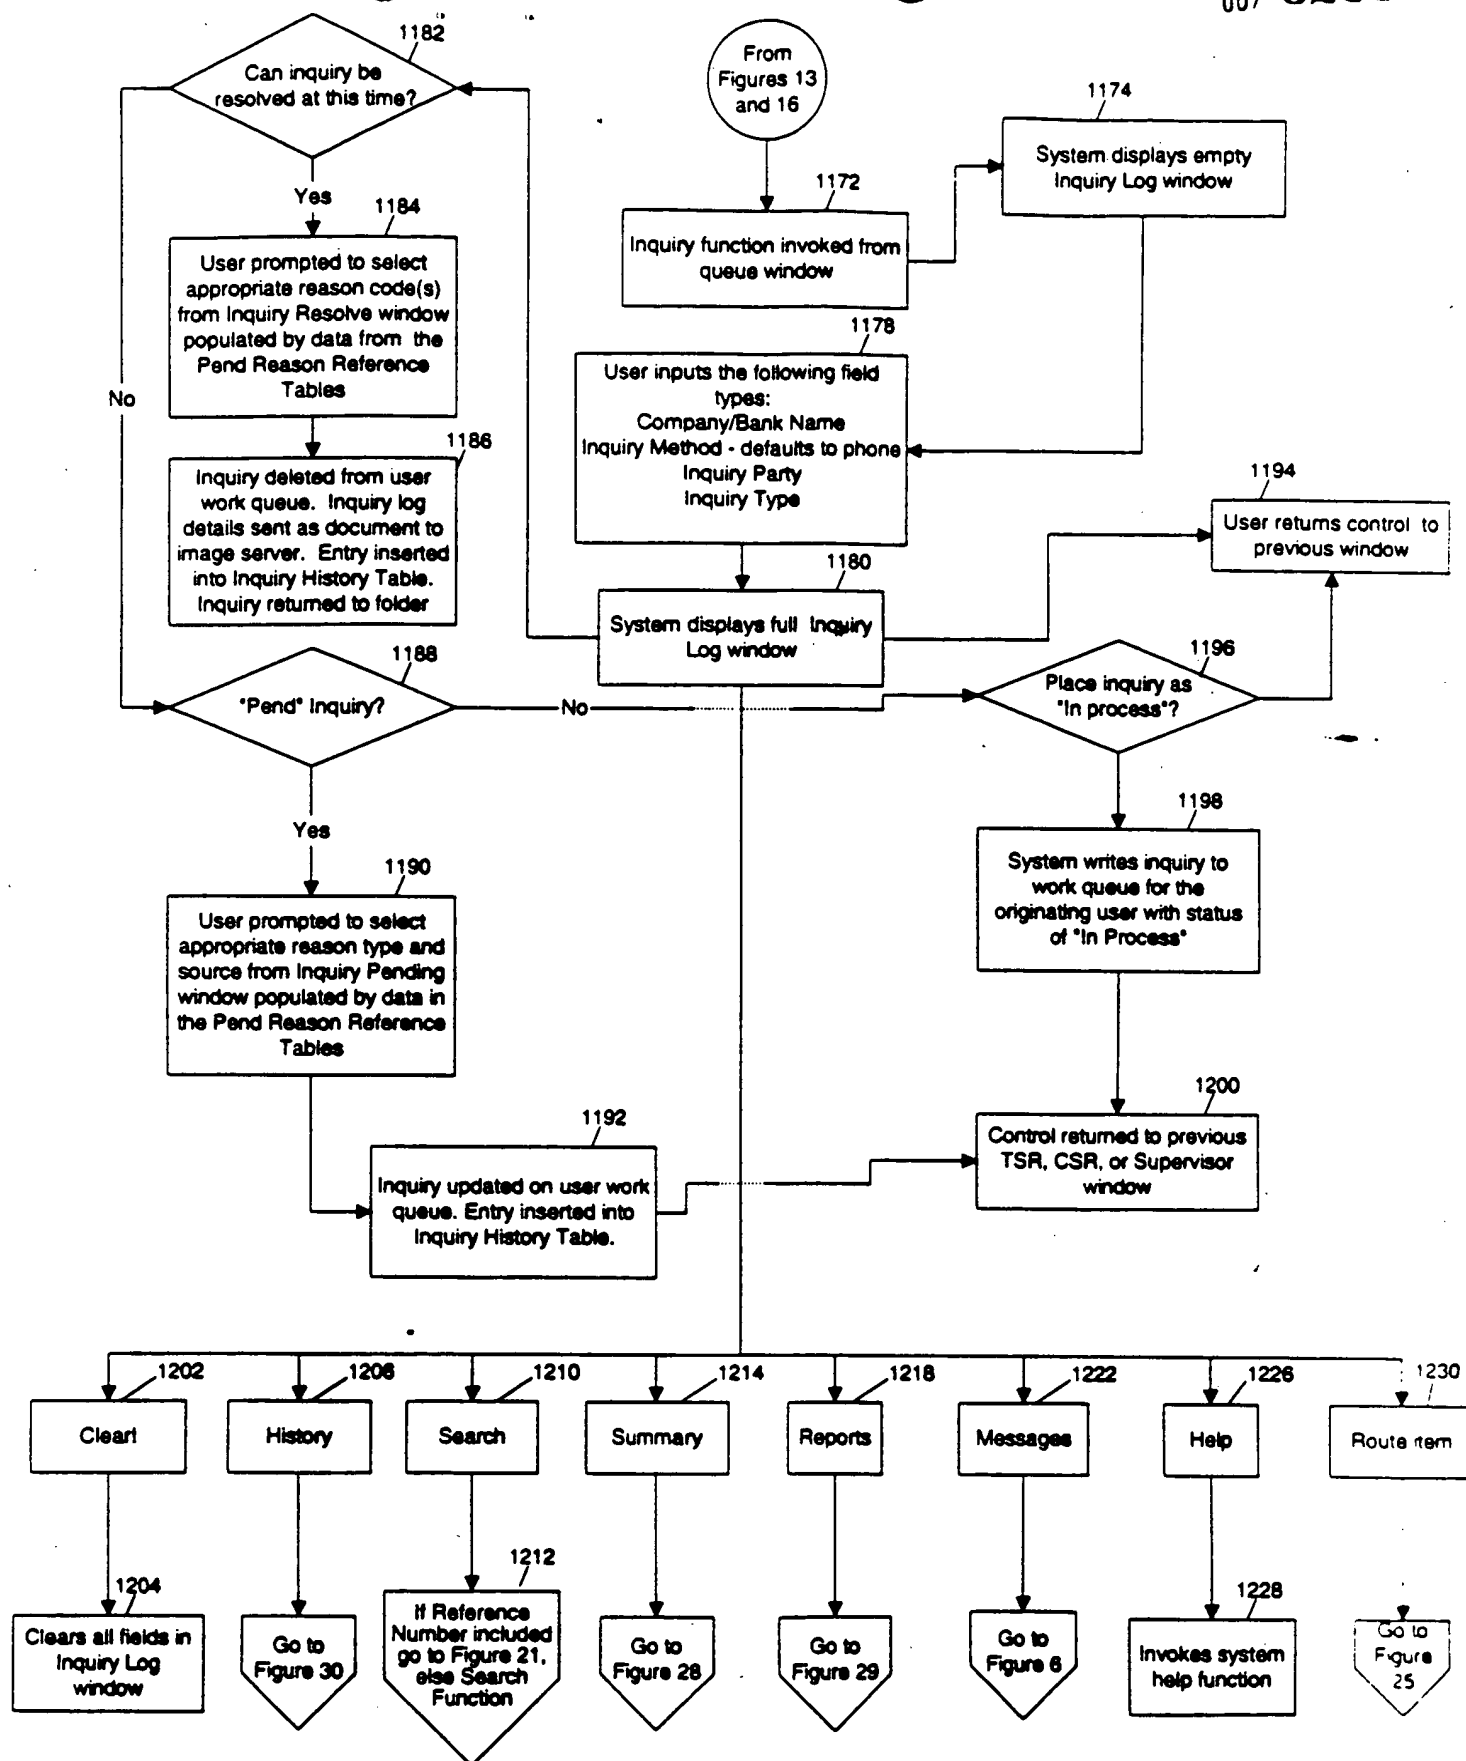 1182
Can inquiry be
resolved at this time?
Yes
No
1184
User prompted to select
appropriate reason code(s)
from Inquiry Resolve window
populated by data from the
Pend Reason Reference
Tables
1186
Inquiry deleted from user
work queue. Inquiry log
details sent as document to
image server. Entry inserted
into Inquiry History Table.
Inquiry returned to folder
From
Figures 13
and 16
1172
Inquiry function invoked from
queue window
1174
System displays empty
Inquiry Log window
1178
User inputs the following field
types:
Company/Bank Name
Inquiry Method - defaults to phone
Inquiry Party
Inquiry Type
1180
System displays full Inquiry
Log window
1194
User returns control to
previous window
1188
"Pend" Inquiry?
No
Yes
1196
Place inquiry as
"In process"?
1198
System writes inquiry to
work queue for the
originating user with status
of "In Process"
1190
User prompted to select
appropriate reason type and
source from Inquiry Pending
window populated by data in
the Pend Reason Reference
Tables
1192
Inquiry updated on user work
queue. Entry inserted into
Inquiry History Table.
1200
Control returned to previous
TSR, CSR, or Supervisor
window
1202
Clear!
1206
History
1210
Search
1214
Summary
1218
Reports
1222
Messages
1226
Help
1230
Route item
1204
Clears all fields in
Inquiry Log
window
Go to
Figure 30
1212
If Reference
Number included
go to Figure 21,
else Search
Function
Go to
Figure 28
Go to
Figure 29
Go to
Figure 6
1228
Invokes system
help function
Go to
Figure
25